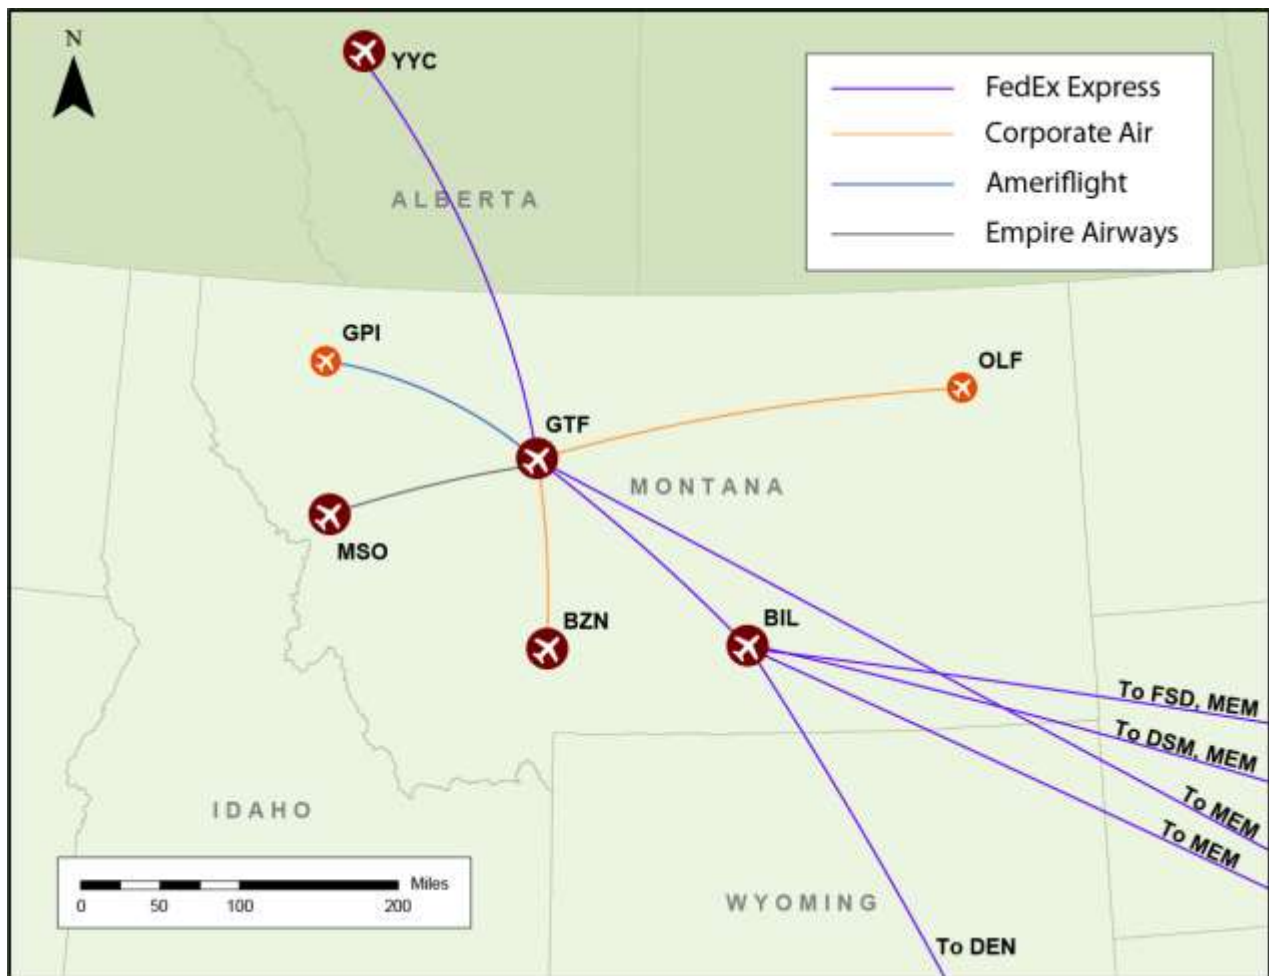 N
YYC
FedEx Express
Corporate Air
Ameriflight
Empire Airways
ALBERTA
GPI
OLF
GTF
MONTANA
MSO
BZN
BIL
To FSD, MEM
To DSM, MEM
To MEM
To MEM
IDAHO
Miles
0 50 100 200
WYOMING
To DEN